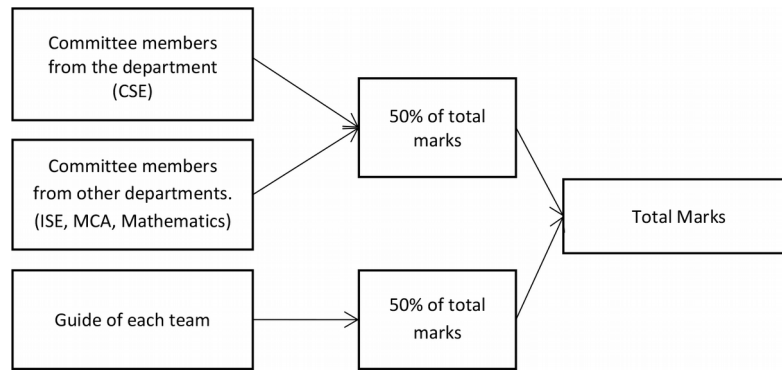 Committee members
from the department
(CSE)
Committee members
from other departments.
(ISE, MCA, Mathematics)
Guide of each team
50% of total
marks
50% of total
marks
Total Marks